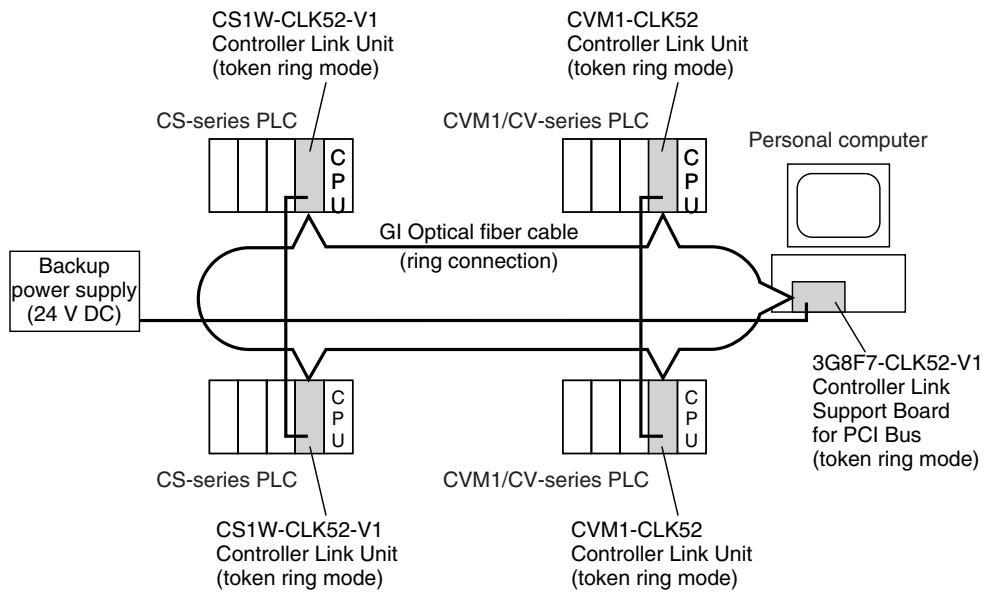 CS1W-CLK52-V1
Controller Link Unit
(token ring mode)
CVM1-CLK52
Controller Link Unit
(token ring mode)
CS-series PLC
CVM1/CV-series PLC
Personal computer
C
P
U
C
P
U
GI Optical fiber cable
(ring connection)
Backup
power supply
(24 V DC)
3G8F7-CLK52-V1
Controller Link
Support Board
for PCI Bus
(token ring mode)
C
P
U
C
P
U
CS-series PLC
CVM1/CV-series PLC
CS1W-CLK52-V1
Controller Link Unit
(token ring mode)
CVM1-CLK52
Controller Link Unit
(token ring mode)